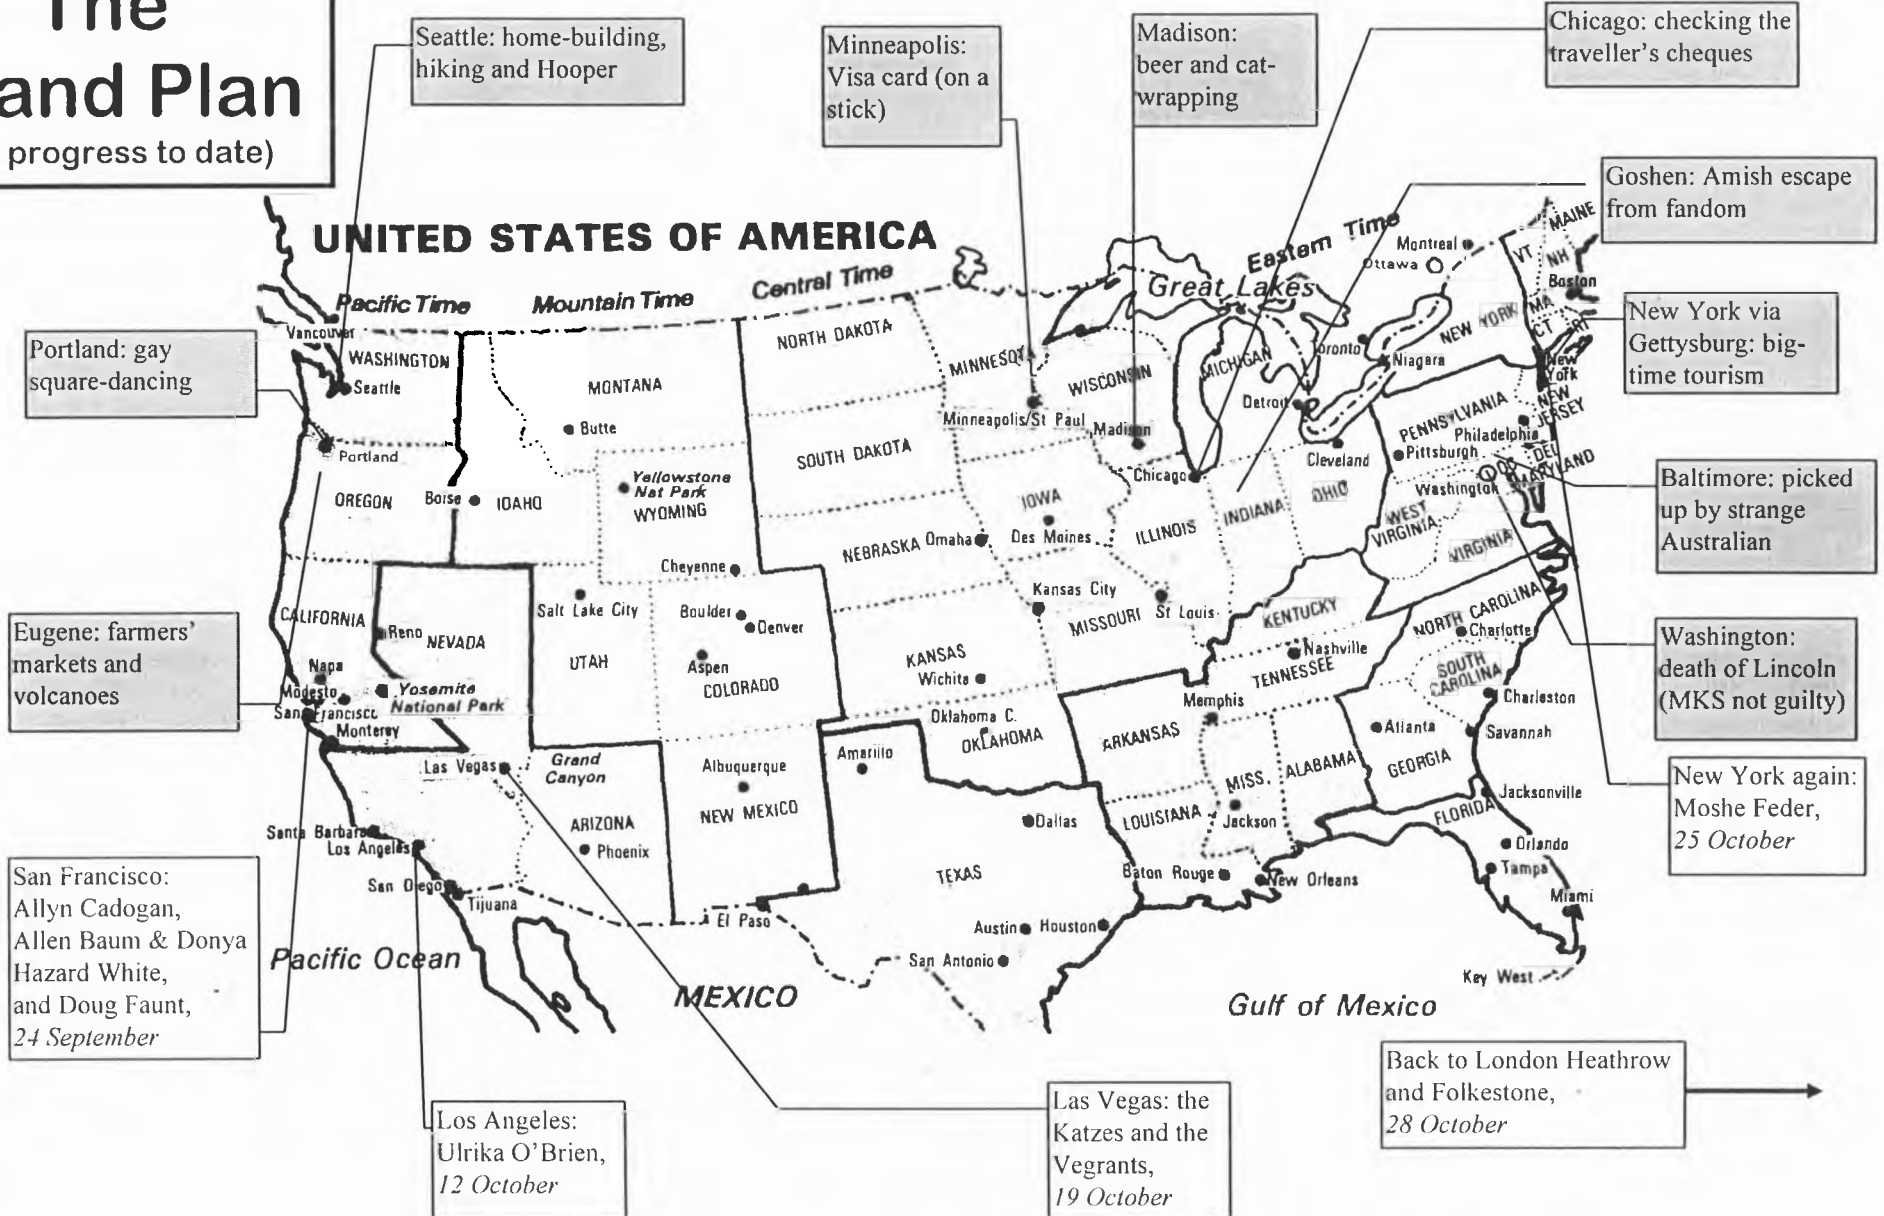 The
and Plan
progress to date)
Seattle: home-building,
hiking and Hooper
Minneapolis:
Visa card (on a
stick)
Madison:
beer and cat-
wrapping
Chicago: checking the
traveller's cheques
Goshen: Amish escape
from fandom
New York via
Gettysburg: big-
time tourism
Baltimore: picked
up by strange
Australian
Washington:
death of Lincoln
(MKS not guilty)
New York again:
Moshe Feder,
25 October
Back to London Heathrow
and Folkestone,
28 October
Las Vegas: the
Katzes and the
Vegrants,
19 October
Los Angeles:
Ulrika O'Brien,
12 October
San Francisco:
Allyn Cadogan,
Allen Baum & Donya
Hazard White,
and Doug Faunt,
24 September
Eugene: farmers'
markets and
volcanoes
Portland: gay
square-dancing
UNITED STATES OF AMERICA
Pacific Time
Mountain Time
Central Time
Eastern Time
Great Lakes
Montreal
Ottawa
MAINE
VT
NH
Boston
MA
CT
RI
NEW YORK
New
York
NEW
JERSEY
Toronto
Niagara
Vancouver
WASHINGTON
Seattle
Portland
OREGON
Boise
IDAHO
MONTANA
Butte
Yellowstone
Nat Park
WYOMING
Cheyenne
NORTH DAKOTA
SOUTH DAKOTA
NEBRASKA
Omaha
MINNESOT
Minneapolis/St Paul
WISCONSIN
Madison
MICHIGAN
Detroit
Chicago
IOWA
Des Moines
ILLINOIS
INDIANA
OHIO
Cleveland
PENNSYLVANIA
Philadelphia
Pittsburgh
DEL
MARYLAND
DC
Washington
WEST
VIRGINIA
VIRGINIA
CALIFORNIA
Reno
NEVADA
Napa
Modesto
San Francisco
Monterey
Yosemite
National Park
Salt Lake City
UTAH
Boulder
Denver
Aspen
COLORADO
KANSAS
Wichita
Kansas City
MISSOURI
St Louis
KENTUCKY
Nashville
TENNESSEE
Memphis
NORTH CAROLINA
Charlotte
SOUTH
CAROLINA
Charleston
Savannah
Atlanta
GEORGIA
Las Vegas
Grand
Canyon
ARIZONA
Phoenix
Albuquerque
NEW MEXICO
Amarillo
Oklahoma C.
OKLAHOMA
ARKANSAS
MISS.
Jackson
ALABAMA
LOUISIANA
Baton Rouge
New Orleans
Jacksonville
FLORIDA
Orlando
Tampa
Miami
Key West
Santa Barbara
Los Angeles
San Diego
Tijuana
El Paso
TEXAS
Dallas
Austin
Houston
San Antonio
Pacific Ocean
MEXICO
Gulf of Mexico